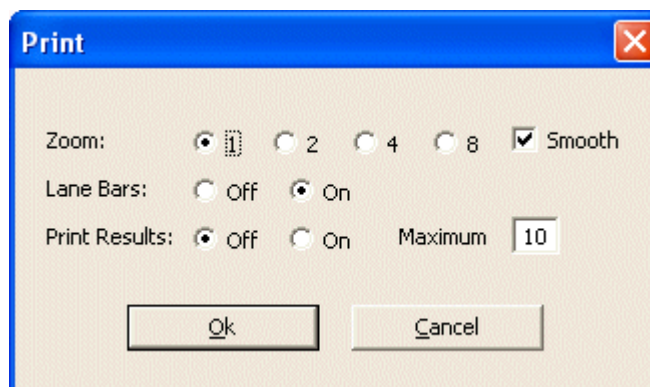 Print
Zoom: 1 2 4 8 Smooth
Lane Bars: Off On
Print Results: Off On Maximum 10
Ok Cancel